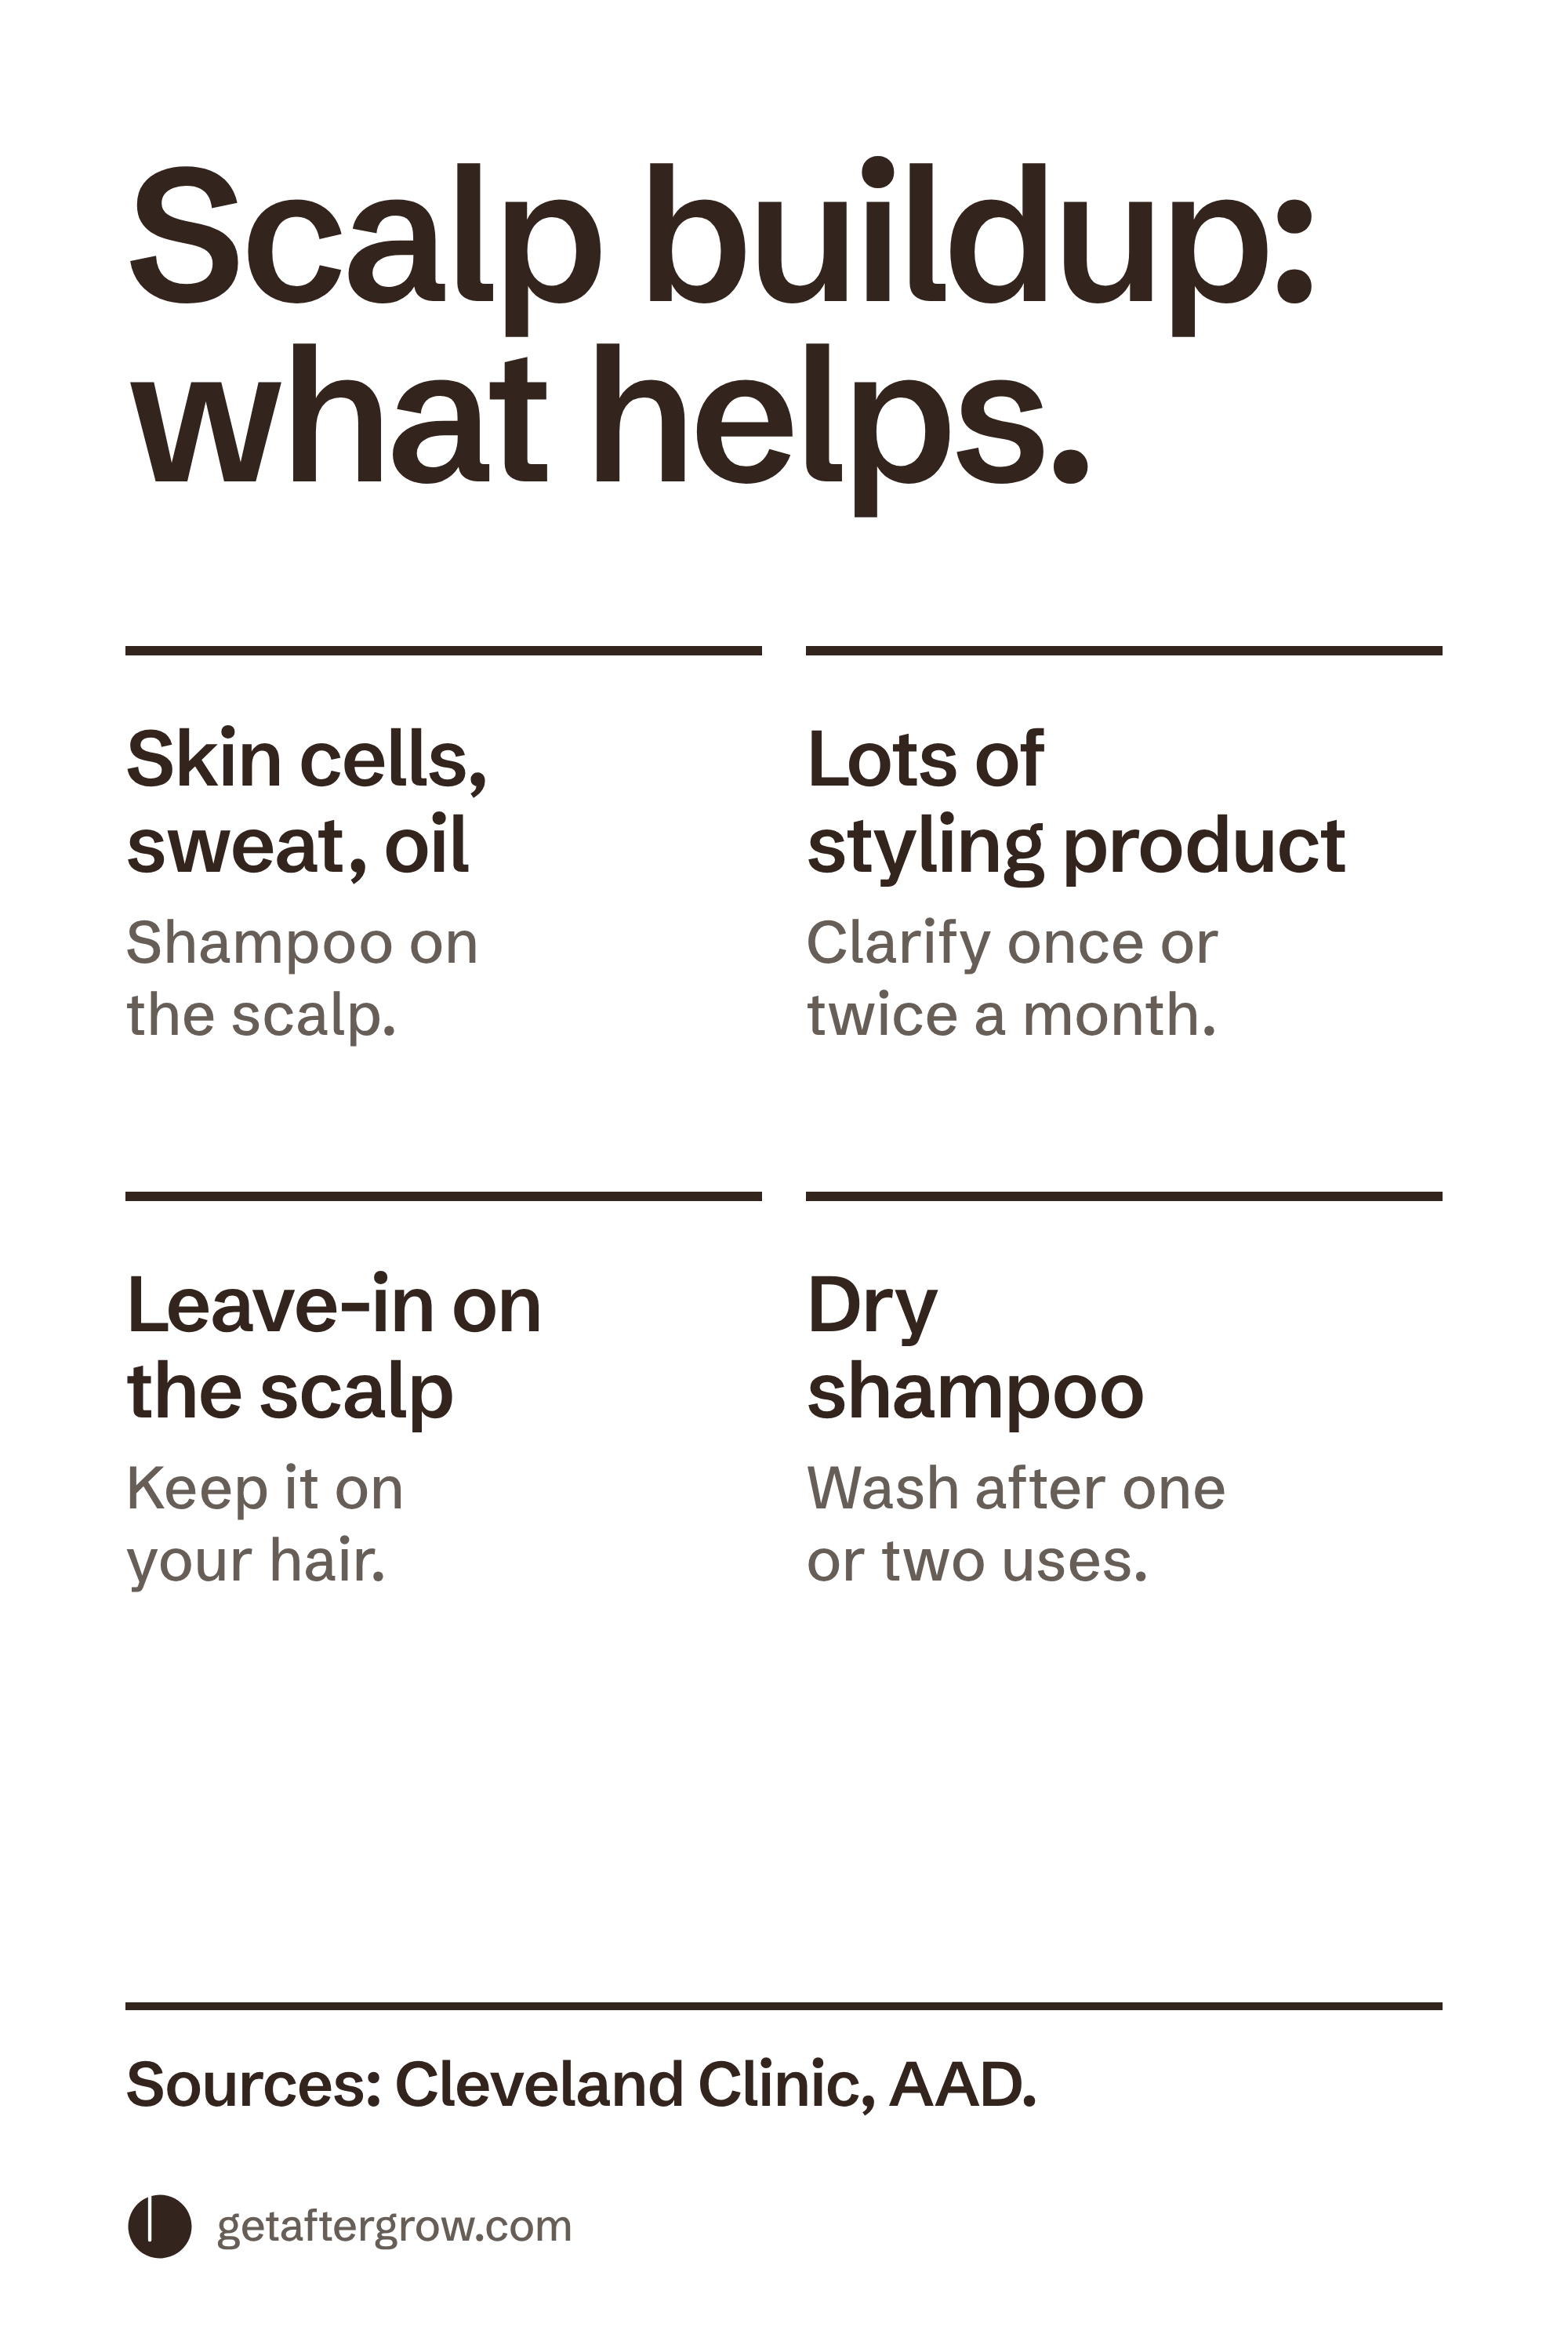 Scalp buildup:
what helps.
Skin cells,
sweat, oil
Shampoo on
the scalp.
Lots of
styling product
Clarify once or
twice a month.
Leave-in on
the scalp
Keep it on
your hair.
Dry
shampoo
Wash after one
or two uses.
Sources: Cleveland Clinic, AAD.
getaftergrow.com